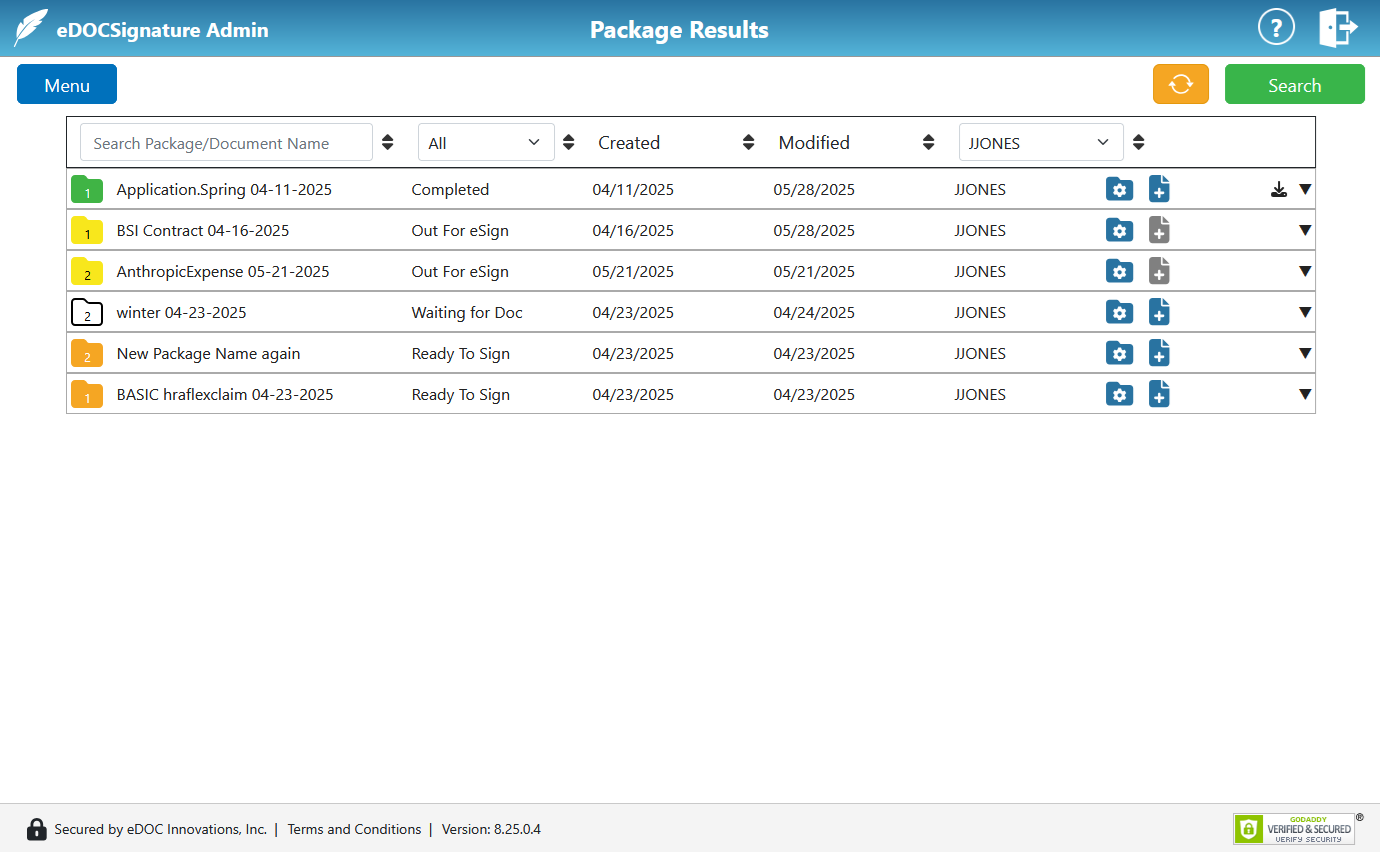 eDOCSignature Admin
Package Results
?
Menu
Search
Search Package/Document Name
All
Created
Modified
JJONES
1 Application.Spring 04-11-2025 Completed 04/11/2025 05/28/2025 JJONES
1 BSI Contract 04-16-2025 Out For eSign 04/16/2025 05/28/2025 JJONES
2 AnthropicExpense 05-21-2025 Out For eSign 05/21/2025 05/21/2025 JJONES
2 winter 04-23-2025 Waiting for Doc 04/23/2025 04/24/2025 JJONES
2 New Package Name again Ready To Sign 04/23/2025 04/23/2025 JJONES
1 BASIC hraflexclaim 04-23-2025 Ready To Sign 04/23/2025 04/23/2025 JJONES
Secured by eDOC Innovations, Inc. | Terms and Conditions | Version: 8.25.0.4
GODADDY
VERIFIED & SECURED
VERIFY SECURITY
®